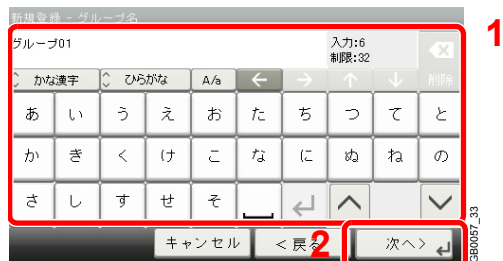 新規登録 - グループ名
グループ01
入力:6
制限:32
かな漢字 ひらがな A/a ← → ↑ ↓ 削除
あ い う え お た ち つ て と
か き く け こ な に ぬ ね の
さ し す せ そ
キャンセル < 戻る 次へ >
1
2
GB0057_33